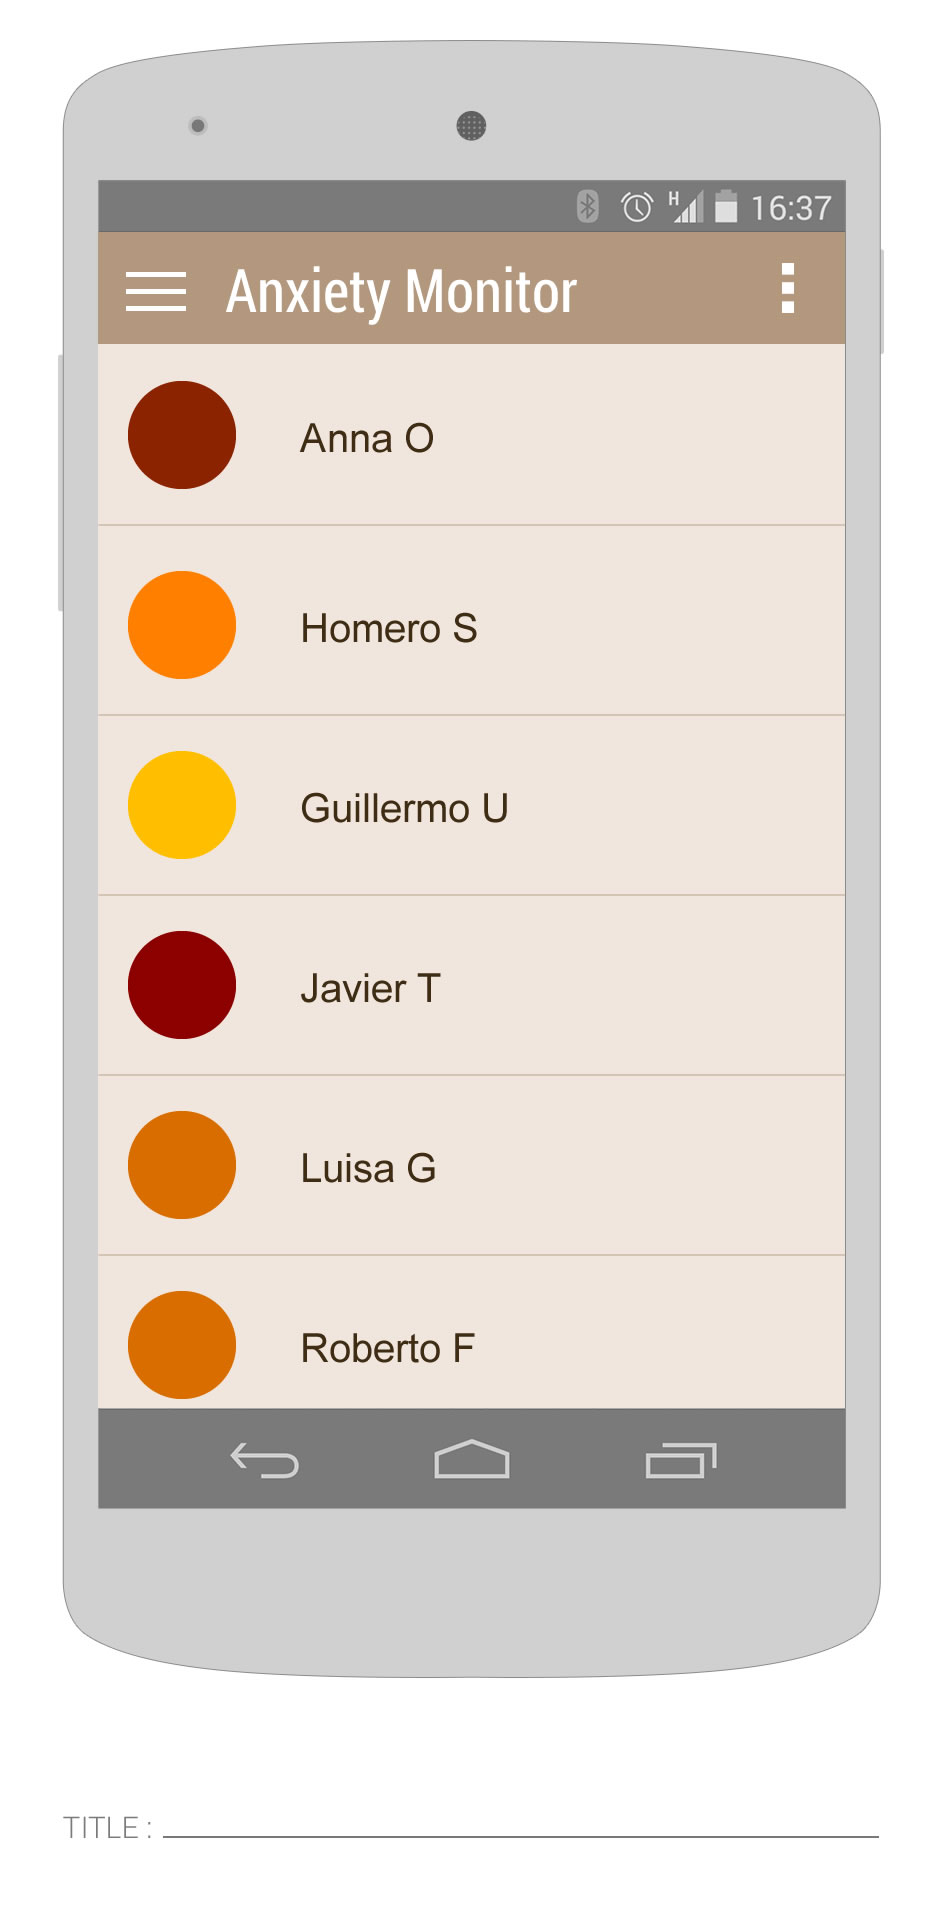 H 16:37
Anxiety Monitor
Anna O
Homero S
Guillermo U
Javier T
Luisa G
Roberto F
TITLE :